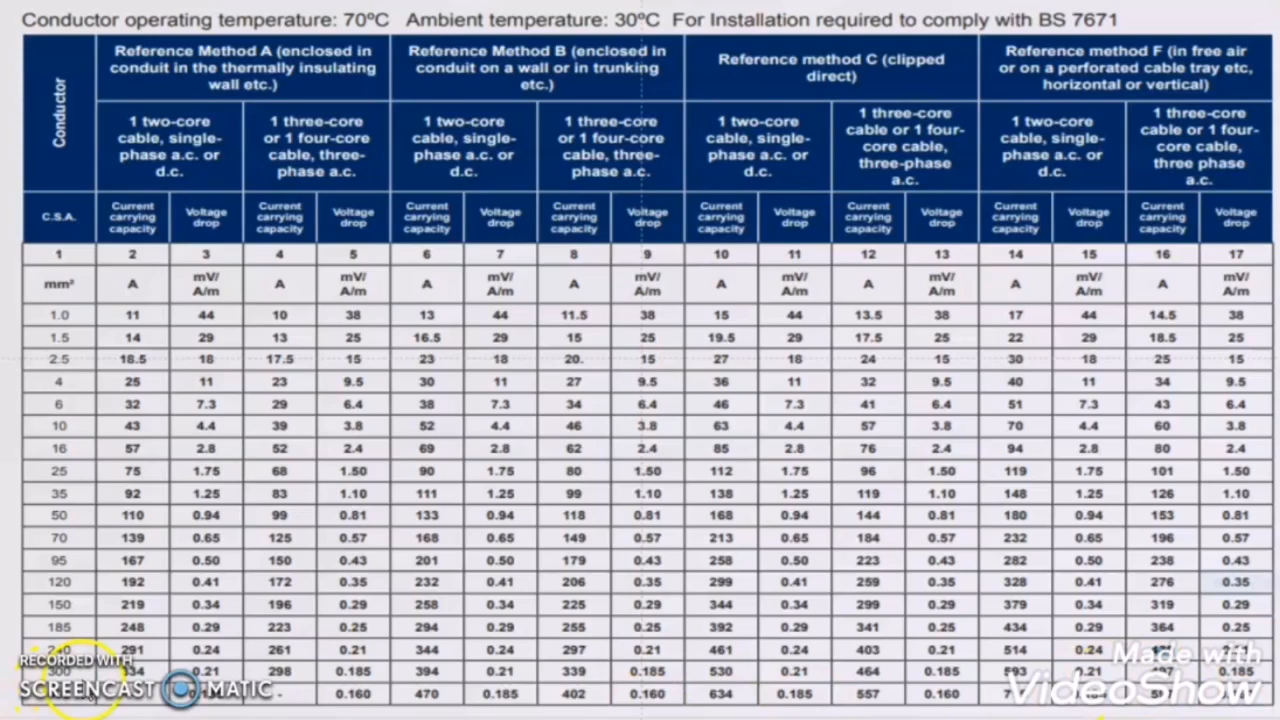 Conductor operating temperature: 70ºC Ambient temperature: 30ºC For Installation required to comply with BS 7671
Conductor
Reference Method A (enclosed in conduit in the thermally insulating wall etc.)
Reference Method B (enclosed in conduit on a wall or in trunking etc.)
Reference method C (clipped direct)
Reference method F (in free air or on a perforated cable tray etc, horizontal or vertical)
1 two-core cable, single-phase a.c. or d.c.
1 three-core or 1 four-core cable, three-phase a.c.
1 two-core cable, single-phase a.c. or d.c.
1 three-core or 1 four-core cable, three-phase a.c.
1 two-core cable, single-phase a.c. or d.c.
1 three-core cable or 1 four-core cable, three-phase a.c.
1 two-core cable, single-phase a.c. or d.c.
1 three-core cable or 1 four-core cable, three phase a.c.
C.S.A. Current carrying capacity Voltage drop Current carrying capacity Voltage drop Current carrying capacity Voltage drop Current carrying capacity Voltage drop Current carrying capacity Voltage drop Current carrying capacity Voltage drop Current carrying capacity Voltage drop Current carrying capacity Voltage drop
1 2 3 4 5 6 7 8 9 10 11 12 13 14 15 16 17
mm² A mV/A/m A mV/A/m A mV/A/m A mV/A/m A mV/A/m A mV/A/m A mV/A/m A mV/A/m
1.0 11 44 10 38 13 44 11.5 38 15 44 13.5 38 17 44 14.5 38
1.5 14 29 13 25 16.5 29 15 25 19.5 29 17.5 25 22 29 18.5 25
2.5 18.5 18 17.5 15 23 18 20. 15 27 18 24 15 30 18 25 15
4 25 11 23 9.5 30 11 27 9.5 36 11 32 9.5 40 11 34 9.5
6 32 7.3 29 6.4 38 7.3 34 6.4 46 7.3 41 6.4 51 7.3 43 6.4
10 43 4.4 39 3.8 52 4.4 46 3.8 63 4.4 57 3.8 70 4.4 60 3.8
16 57 2.8 52 2.4 69 2.8 62 2.4 85 2.8 76 2.4 94 2.8 80 2.4
25 75 1.75 68 1.50 90 1.75 80 1.50 112 1.75 96 1.50 119 1.75 101 1.50
35 92 1.25 83 1.10 111 1.25 99 1.10 138 1.25 119 1.10 148 1.25 126 1.10
50 110 0.94 99 0.81 133 0.94 118 0.81 168 0.94 144 0.81 180 0.94 153 0.81
70 139 0.65 125 0.57 168 0.65 149 0.57 213 0.65 184 0.57 232 0.65 196 0.57
95 167 0.50 150 0.43 201 0.50 179 0.43 258 0.50 223 0.43 282 0.50 238 0.43
120 192 0.41 172 0.35 232 0.41 206 0.35 299 0.41 259 0.35 328 0.41 276 0.35
150 219 0.34 196 0.29 258 0.34 225 0.29 344 0.34 299 0.29 379 0.34 319 0.29
185 248 0.29 223 0.25 294 0.29 255 0.25 392 0.29 341 0.25 434 0.29 364 0.25
240 291 0.24 261 0.21 344 0.24 297 0.21 461 0.24 403 0.21 514 0.24
300 334 0.21 298 0.185 394 0.21 339 0.185 530 0.21 464 0.185 593 0.21 497 0.185
- 0.160 470 0.185 402 0.160 634 0.185 557 0.160
RECORDED WITH
SCREENCAST MATIC
Made with
VideoShow